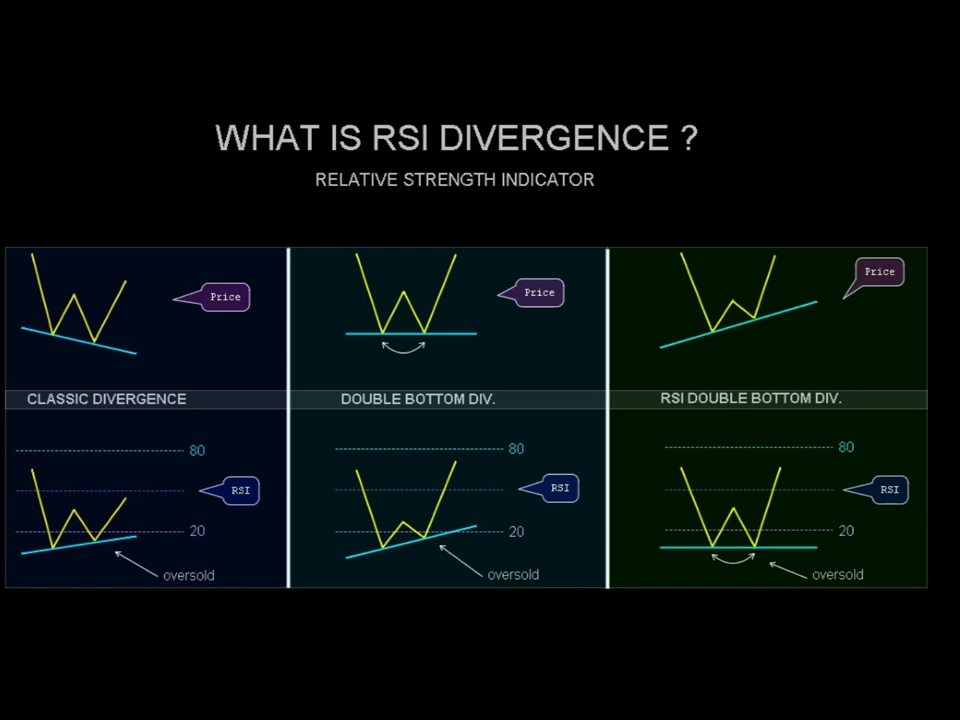 WHAT IS RSI DIVERGENCE ?
RELATIVE STRENGTH INDICATOR
Price
Price
Price
CLASSIC DIVERGENCE
DOUBLE BOTTOM DIV.
RSI DOUBLE BOTTOM DIV.
80
RSI
20
oversold
80
RSI
20
oversold
80
RSI
20
oversold